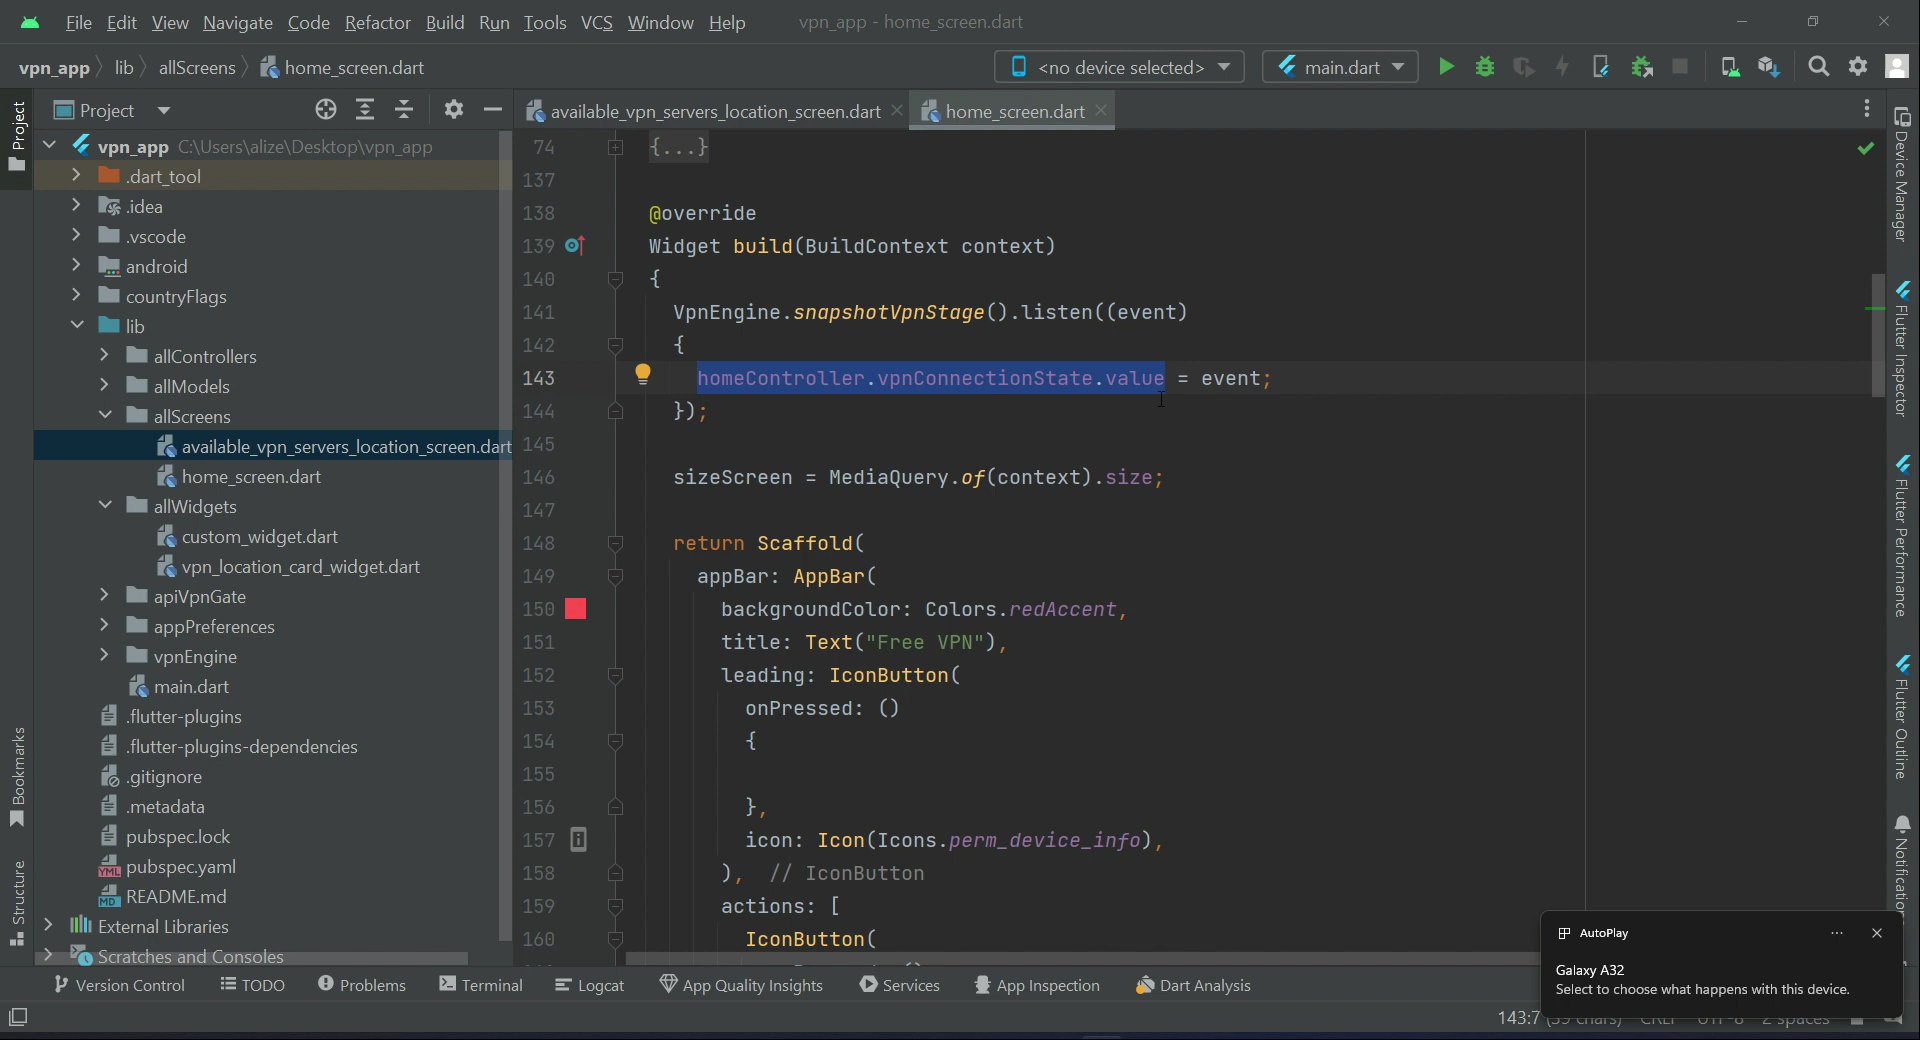 File Edit View Navigate Code Refactor Build Run Tools VCS Window Help vpn_app - home_screen.dart
vpn_app lib allScreens home_screen.dart <no device selected> main.dart
Project
available_vpn_servers_location_screen.dart home_screen.dart
Project
vpn_app C:\Users\alize\Desktop\vpn_app
.dart_tool
.idea
.vscode
android
countryFlags
lib
allControllers
allModels
allScreens
available_vpn_servers_location_screen.dart
home_screen.dart
allWidgets
custom_widget.dart
vpn_location_card_widget.dart
apiVpnGate
appPreferences
vpnEngine
main.dart
.flutter-plugins
.flutter-plugins-dependencies
.gitignore
.metadata
pubspec.lock
pubspec.yaml
README.md
External Libraries
Scratches and Consoles
Bookmarks
Structure
74 {...}
137
138 @override
139 Widget build(BuildContext context)
140 {
141 VpnEngine.snapshotVpnStage().listen((event)
142 {
143 homeController.vpnConnectionState.value = event;
144 });
145
146 sizeScreen = MediaQuery.of(context).size;
147
148 return Scaffold(
149 appBar: AppBar(
150 backgroundColor: Colors.redAccent,
151 title: Text("Free VPN"),
152 leading: IconButton(
153 onPressed: ()
154 {
155
156 },
157 icon: Icon(Icons.perm_device_info),
158 ), // IconButton
159 actions: [
160 IconButton(
Device Manager
Flutter Inspector
Flutter Performance
Flutter Outline
Notification
AutoPlay
Galaxy A32
Select to choose what happens with this device.
Version Control TODO Problems Terminal Logcat App Quality Insights Services App Inspection Dart Analysis
143:7